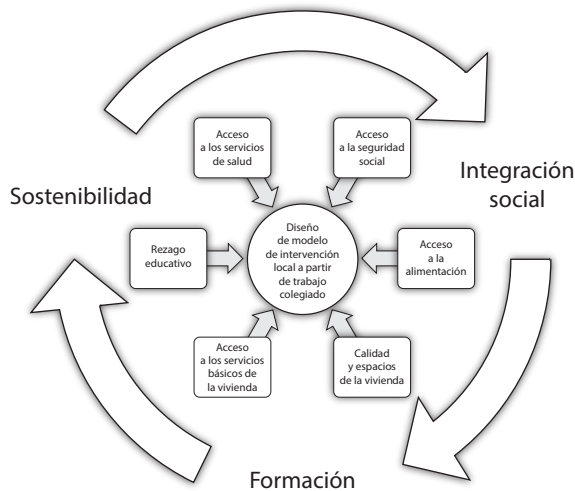 Acceso
a los servicios
de salud
Acceso
a la seguridad
social
Sostenibilidad
Integración
social
Rezago
educativo
Diseño
de modelo
de intervención
local a partir
de trabajo
colegiado
Acceso
a la
alimentación
Acceso
a los servicios
básicos de
la vivienda
Calidad
y espacios
de la vivienda
Formación